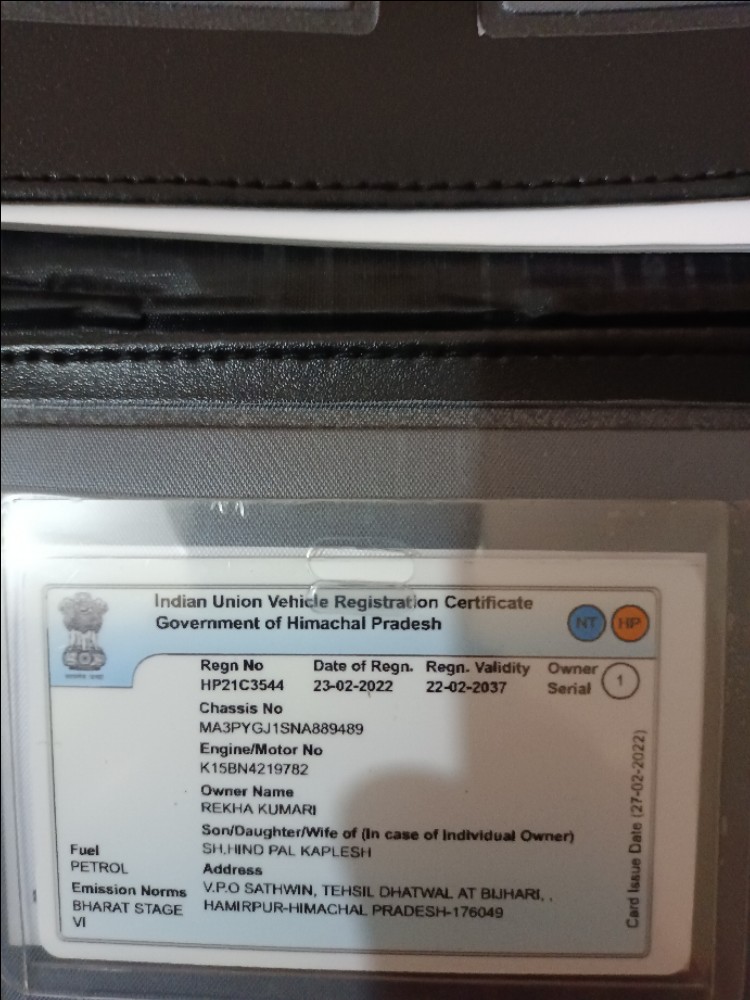 Indian Union Vehicle Registration Certificate
Government of Himachal Pradesh
NT HP
Regn No Date of Regn. Regn. Validity Owner Serial
HP21C3544 23-02-2022 22-02-2037 1
Chassis No
MA3PYGJ1SNA889489
Engine/Motor No
K15BN4219782
Owner Name
REKHA KUMARI
Son/Daughter/Wife of (In case of Individual Owner)
SH.HIND PAL KAPLESH
Fuel
PETROL
Address
V.P.O SATHWIN, TEHSIL DHATWAL AT BIJHARI, .
HAMIRPUR-HIMACHAL PRADESH-176049
Emission Norms
BHARAT STAGE
VI
Card Issue Date (27-02-2022)